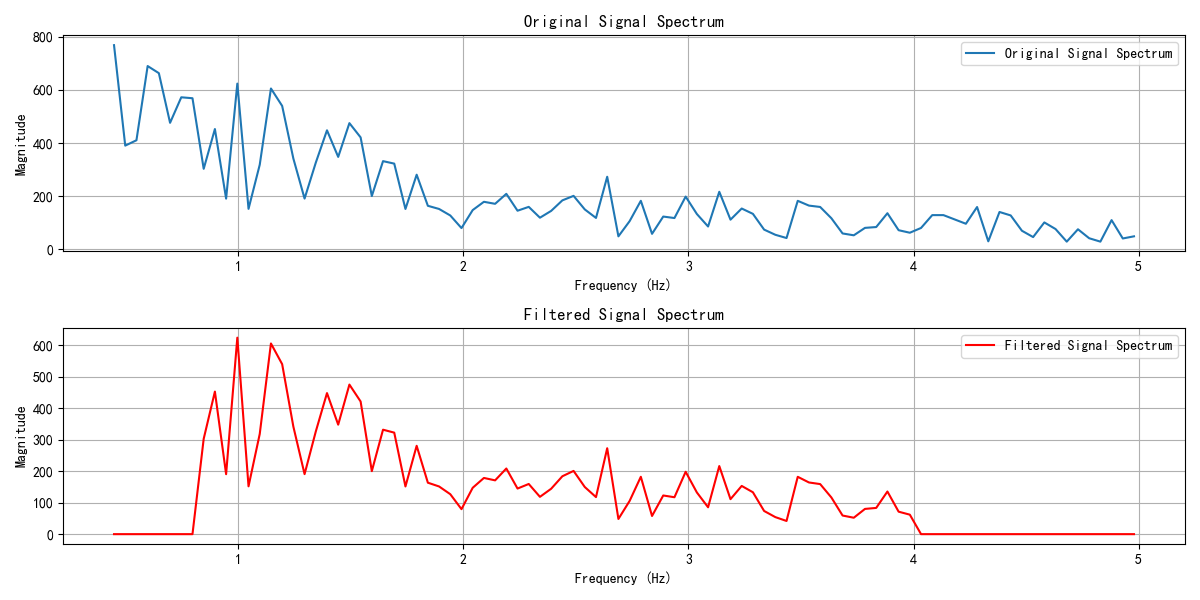 Original Signal Spectrum
800
600
400
200
0
Magnitude
Original Signal Spectrum
1 2 3 4 5
Frequency (Hz)
Filtered Signal Spectrum
600
500
400
300
200
100
0
Magnitude
Filtered Signal Spectrum
1 2 3 4 5
Frequency (Hz)